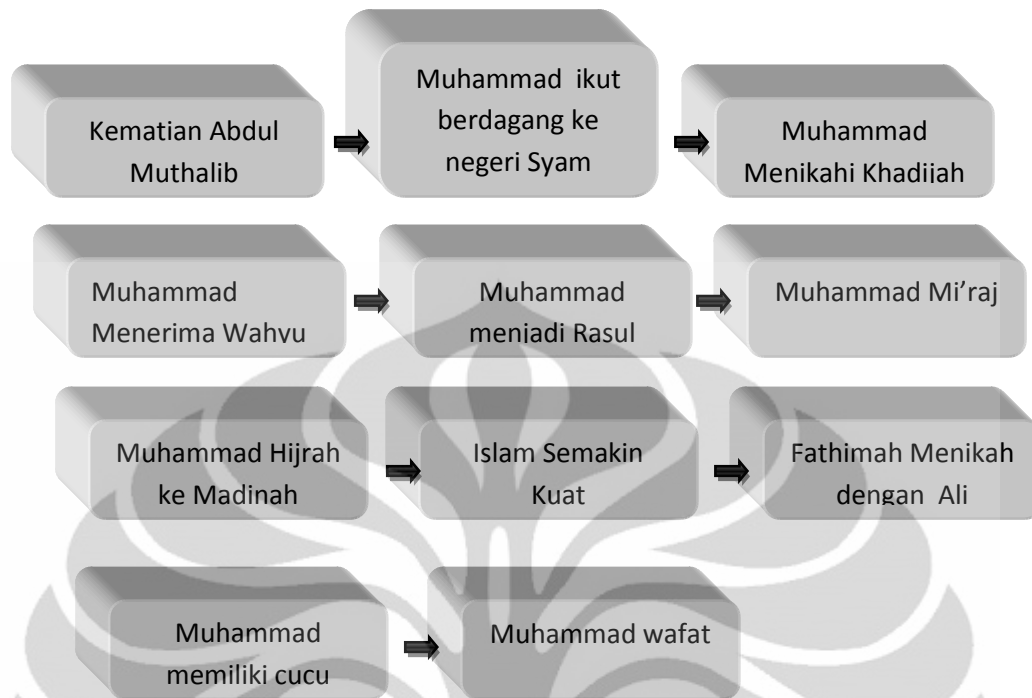 Kematian Abdul
Muthalib
Muhammad ikut
berdagang ke
negeri Syam
Muhammad
Menikahi Khadijah
Muhammad
Menerima Wahyu
Muhammad
menjadi Rasul
Muhammad Mi’raj
Muhammad Hijrah
ke Madinah
Islam Semakin
Kuat
Fathimah Menikah
dengan Ali
Muhammad
memiliki cucu
Muhammad wafat